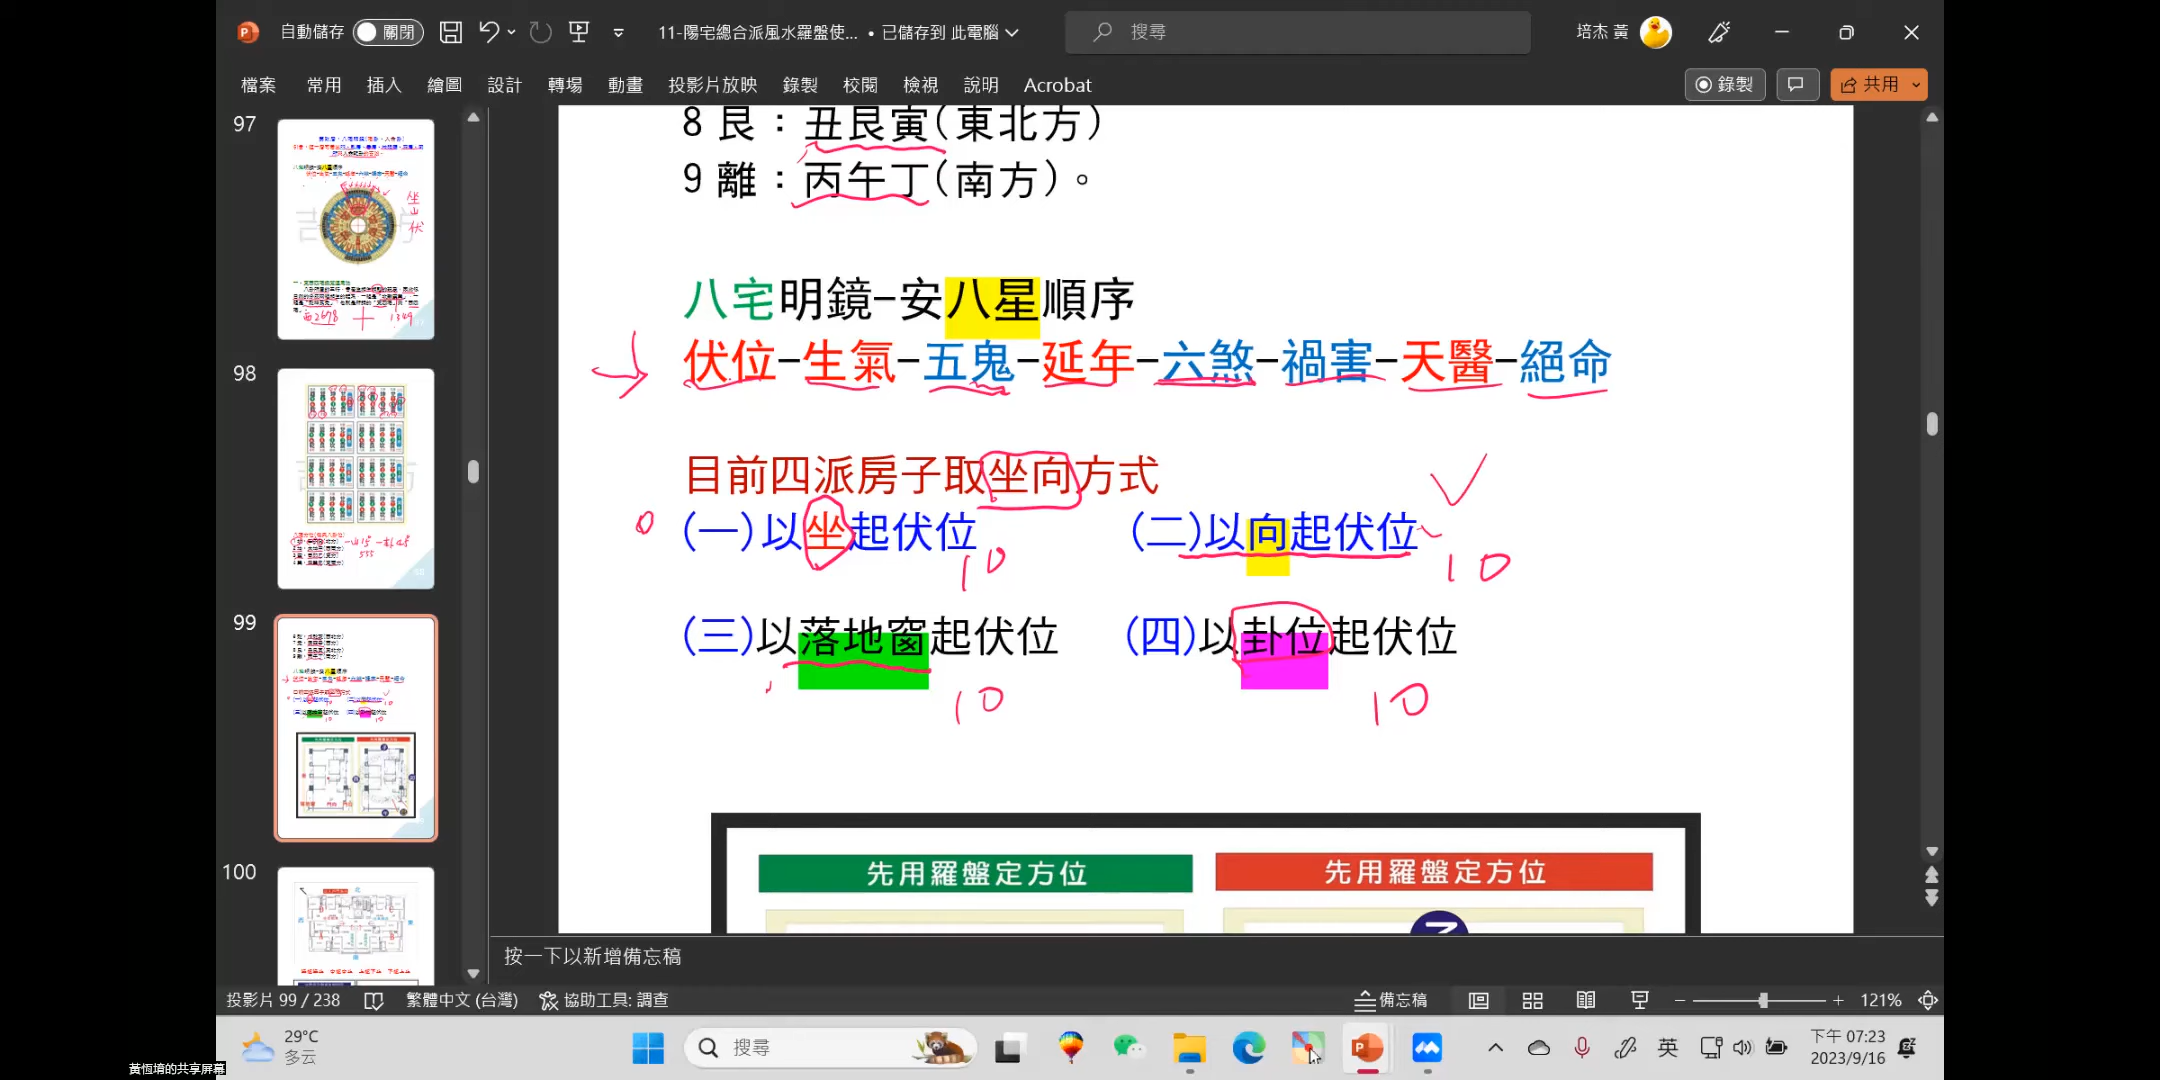 自動儲存 關閉 11-陽宅總合派風水羅盤使... • 已儲存到 此電腦 搜尋 培杰 黃
檔案 常用 插入 繪圖 設計 轉場 動畫 投影片放映 錄製 校閱 檢視 說明 Acrobat 錄製 共用
97
98
99
100
8艮：丑艮寅(東北方)
9離：丙午丁(南方)。
八宅明鏡-安八星順序
伏位-生氣-五鬼-延年-六煞-禍害-天醫-絕命
目前四派房子取坐向方式
(一)以坐起伏位 (二)以向起伏位
10 10
(三)以落地窗起伏位 (四)以卦位起伏位
10 10
先用羅盤定方位 先用羅盤定方位
按一下以新增備忘稿
投影片 99 / 238 繁體中文 (台灣) 協助工具: 調查 備忘稿 121%
29°C
多云
搜尋
英
下午 07:23
2023/9/16
黃恆堉的共享屏幕